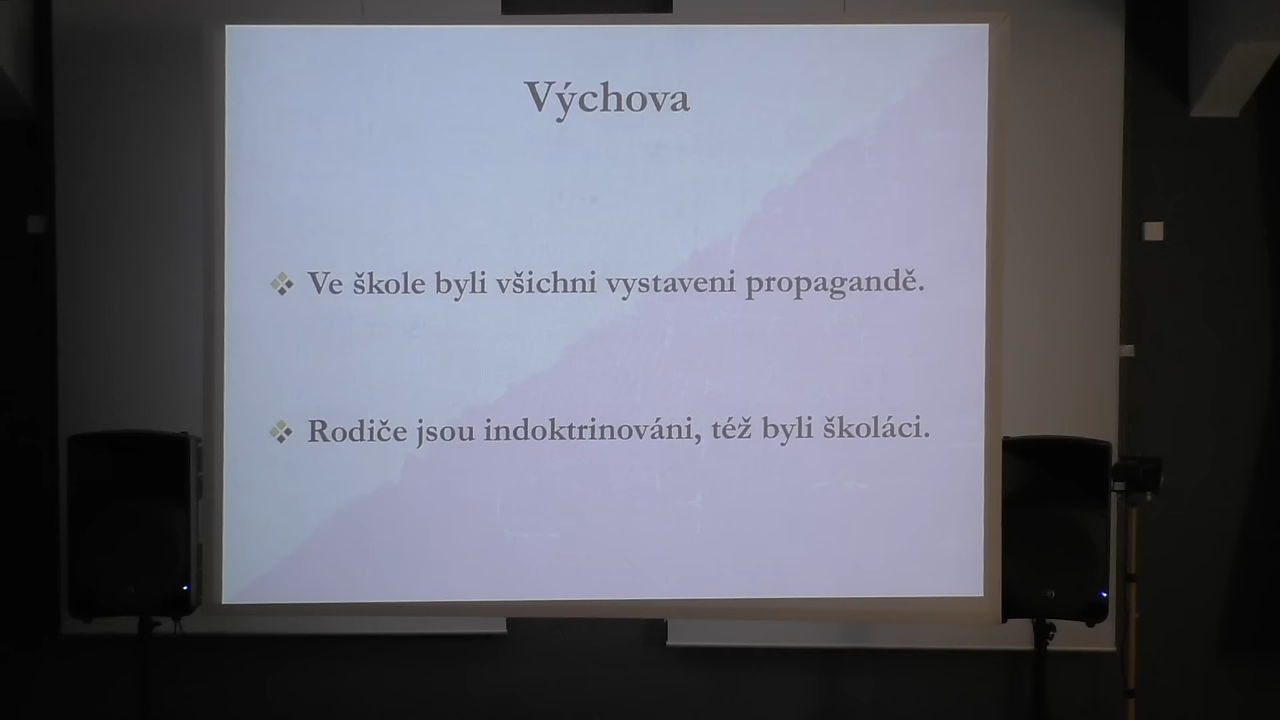 Výchova
Ve škole byli všichni vystaveni propagandě.
Rodiče jsou indoktrinováni, též byli školáci.